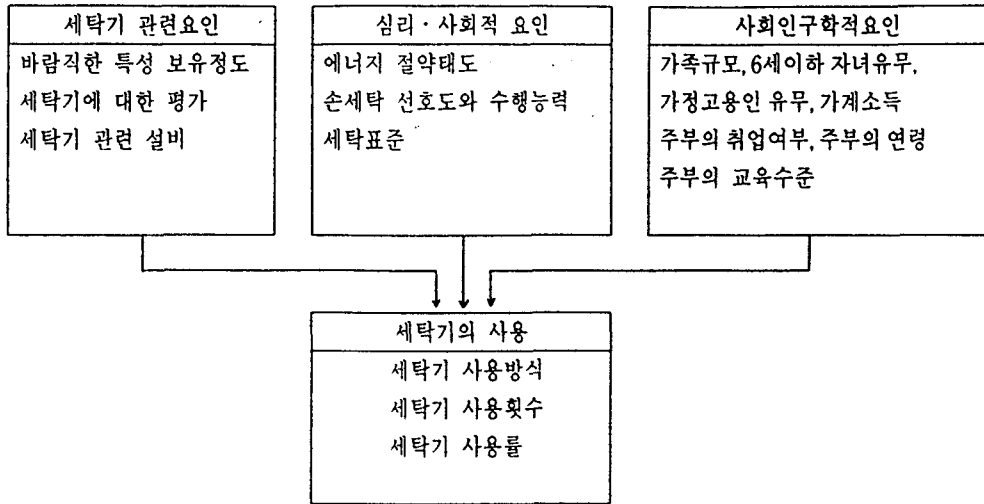 세탁기 관련요인
바람직한 특성 보유정도
세탁기에 대한 평가
세탁기 관련 설비
심리·사회적 요인
에너지 절약태도
손세탁 선호도와 수행능력
세탁표준
사회인구학적요인
가족규모, 6세이하 자녀유무,
가정고용인 유무, 가계소득
주부의 취업여부, 주부의 연령
주부의 교육수준
세탁기의 사용
세탁기 사용방식
세탁기 사용횟수
세탁기 사용률